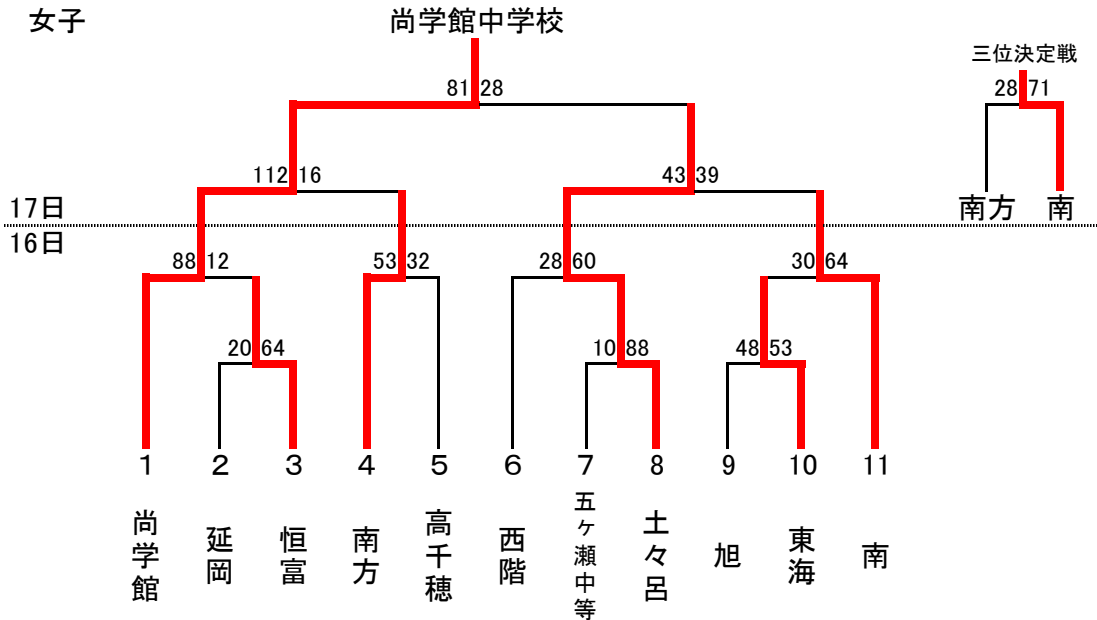 女子
尚学館中学校
三位決定戦
81 28
28 71
112 16
43 39
南方 南
17日
16日
88 12
53 32
28 60
30 64
20 64
10 88
48 53
1 2 3 4 5 6 7 8 9 10 11
尚学館
延岡
恒富
南方
高千穂
西階
五ヶ瀬中等
土々呂
旭
東海
南